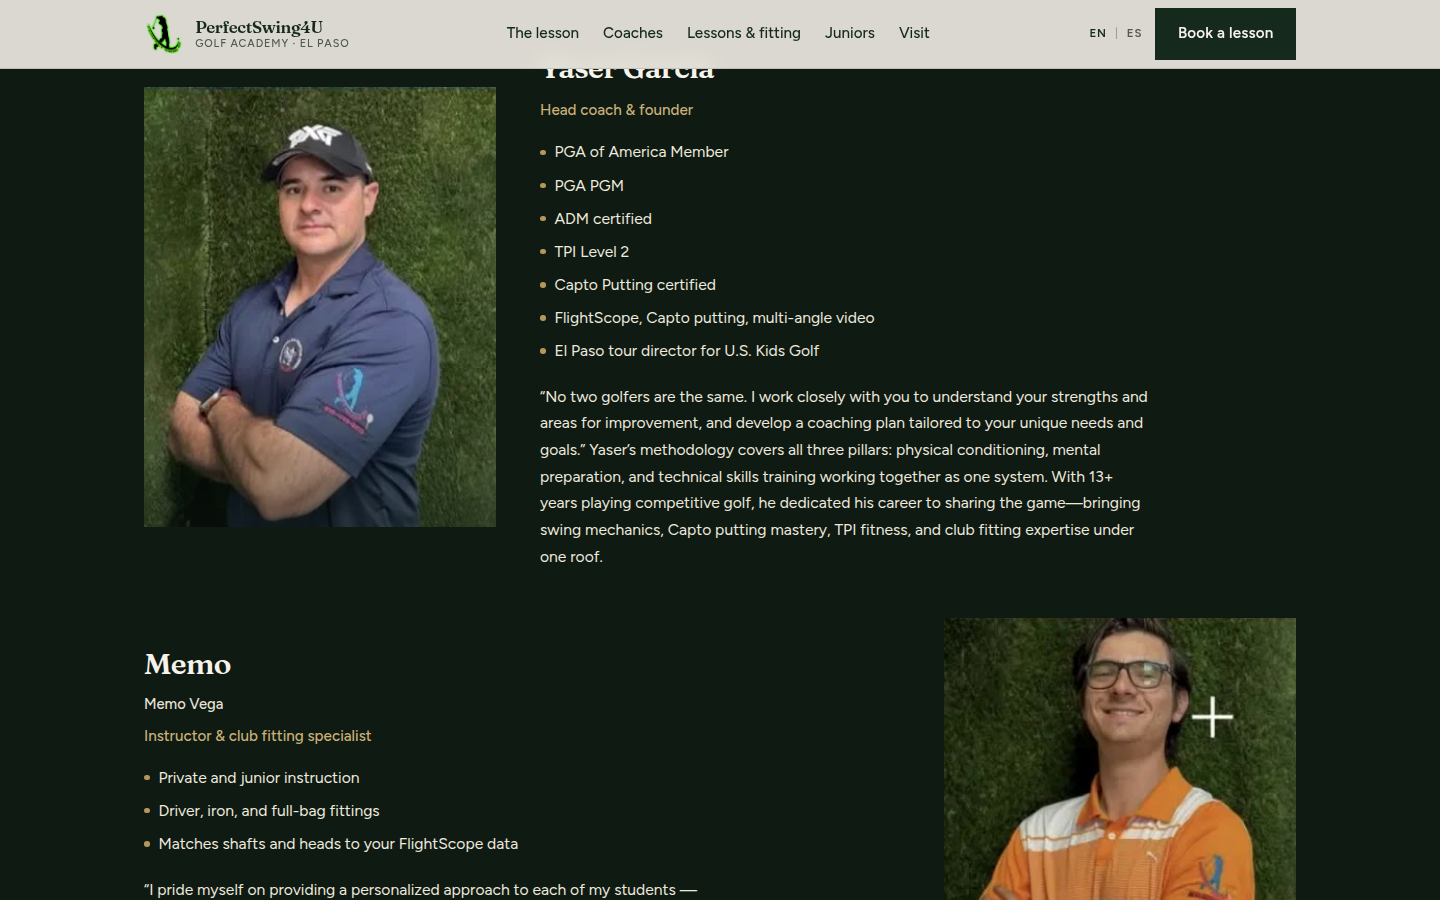 PerfectSwing4U
GOLF ACADEMY · EL PASO
The lesson
Coaches
Lessons & fitting
Juniors
Visit
EN | ES
Book a lesson
Yaser Garcia
Head coach & founder
PGA of America Member
PGA PGM
ADM certified
TPI Level 2
Capto Putting certified
FlightScope, Capto putting, multi-angle video
El Paso tour director for U.S. Kids Golf
“No two golfers are the same. I work closely with you to understand your strengths and
areas for improvement, and develop a coaching plan tailored to your unique needs and
goals.” Yaser’s methodology covers all three pillars: physical conditioning, mental
preparation, and technical skills training working together as one system. With 13+
years playing competitive golf, he dedicated his career to sharing the game—bringing
swing mechanics, Capto putting mastery, TPI fitness, and club fitting expertise under
one roof.
Memo
Memo Vega
Instructor & club fitting specialist
Private and junior instruction
Driver, iron, and full-bag fittings
Matches shafts and heads to your FlightScope data
“I pride myself on providing a personalized approach to each of my students —